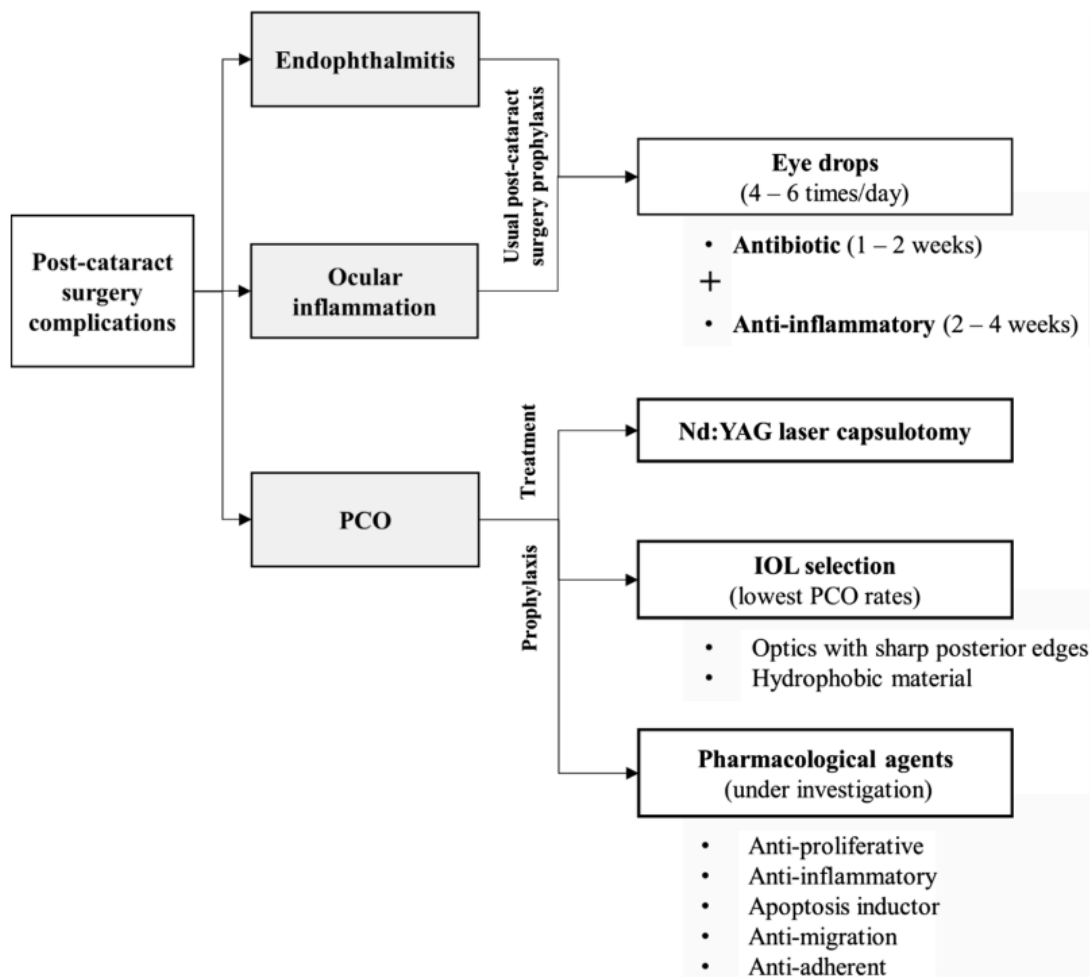 Post-cataract
surgery
complications
Endophthalmitis
Ocular
inflammation
PCO
Usual post-cataract
surgery prophylaxis
Eye drops
(4 – 6 times/day)
• Antibiotic (1 – 2 weeks)
+
• Anti-inflammatory (2 – 4 weeks)
Treatment
Nd:YAG laser capsulotomy
Prophylaxis
IOL selection
(lowest PCO rates)
• Optics with sharp posterior edges
• Hydrophobic material
Pharmacological agents
(under investigation)
• Anti-proliferative
• Anti-inflammatory
• Apoptosis inductor
• Anti-migration
• Anti-adherent